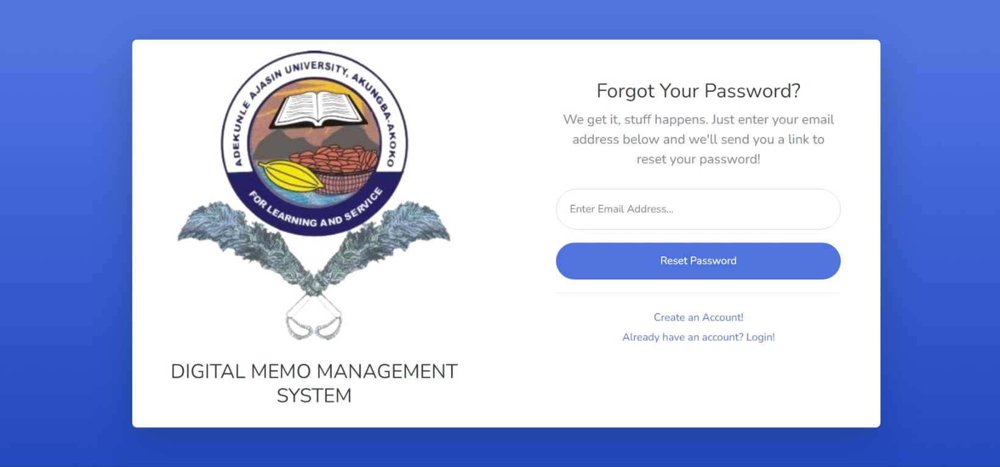 ADEKUNLE AJASIN UNIVERSITY, AKUNGBA-AKOKO
FOR LEARNING AND SERVICE
DIGITAL MEMO MANAGEMENT
SYSTEM
Forgot Your Password?
We get it, stuff happens. Just enter your email
address below and we'll send you a link to
reset your password!
Enter Email Address...
Reset Password
Create an Account!
Already have an account? Login!